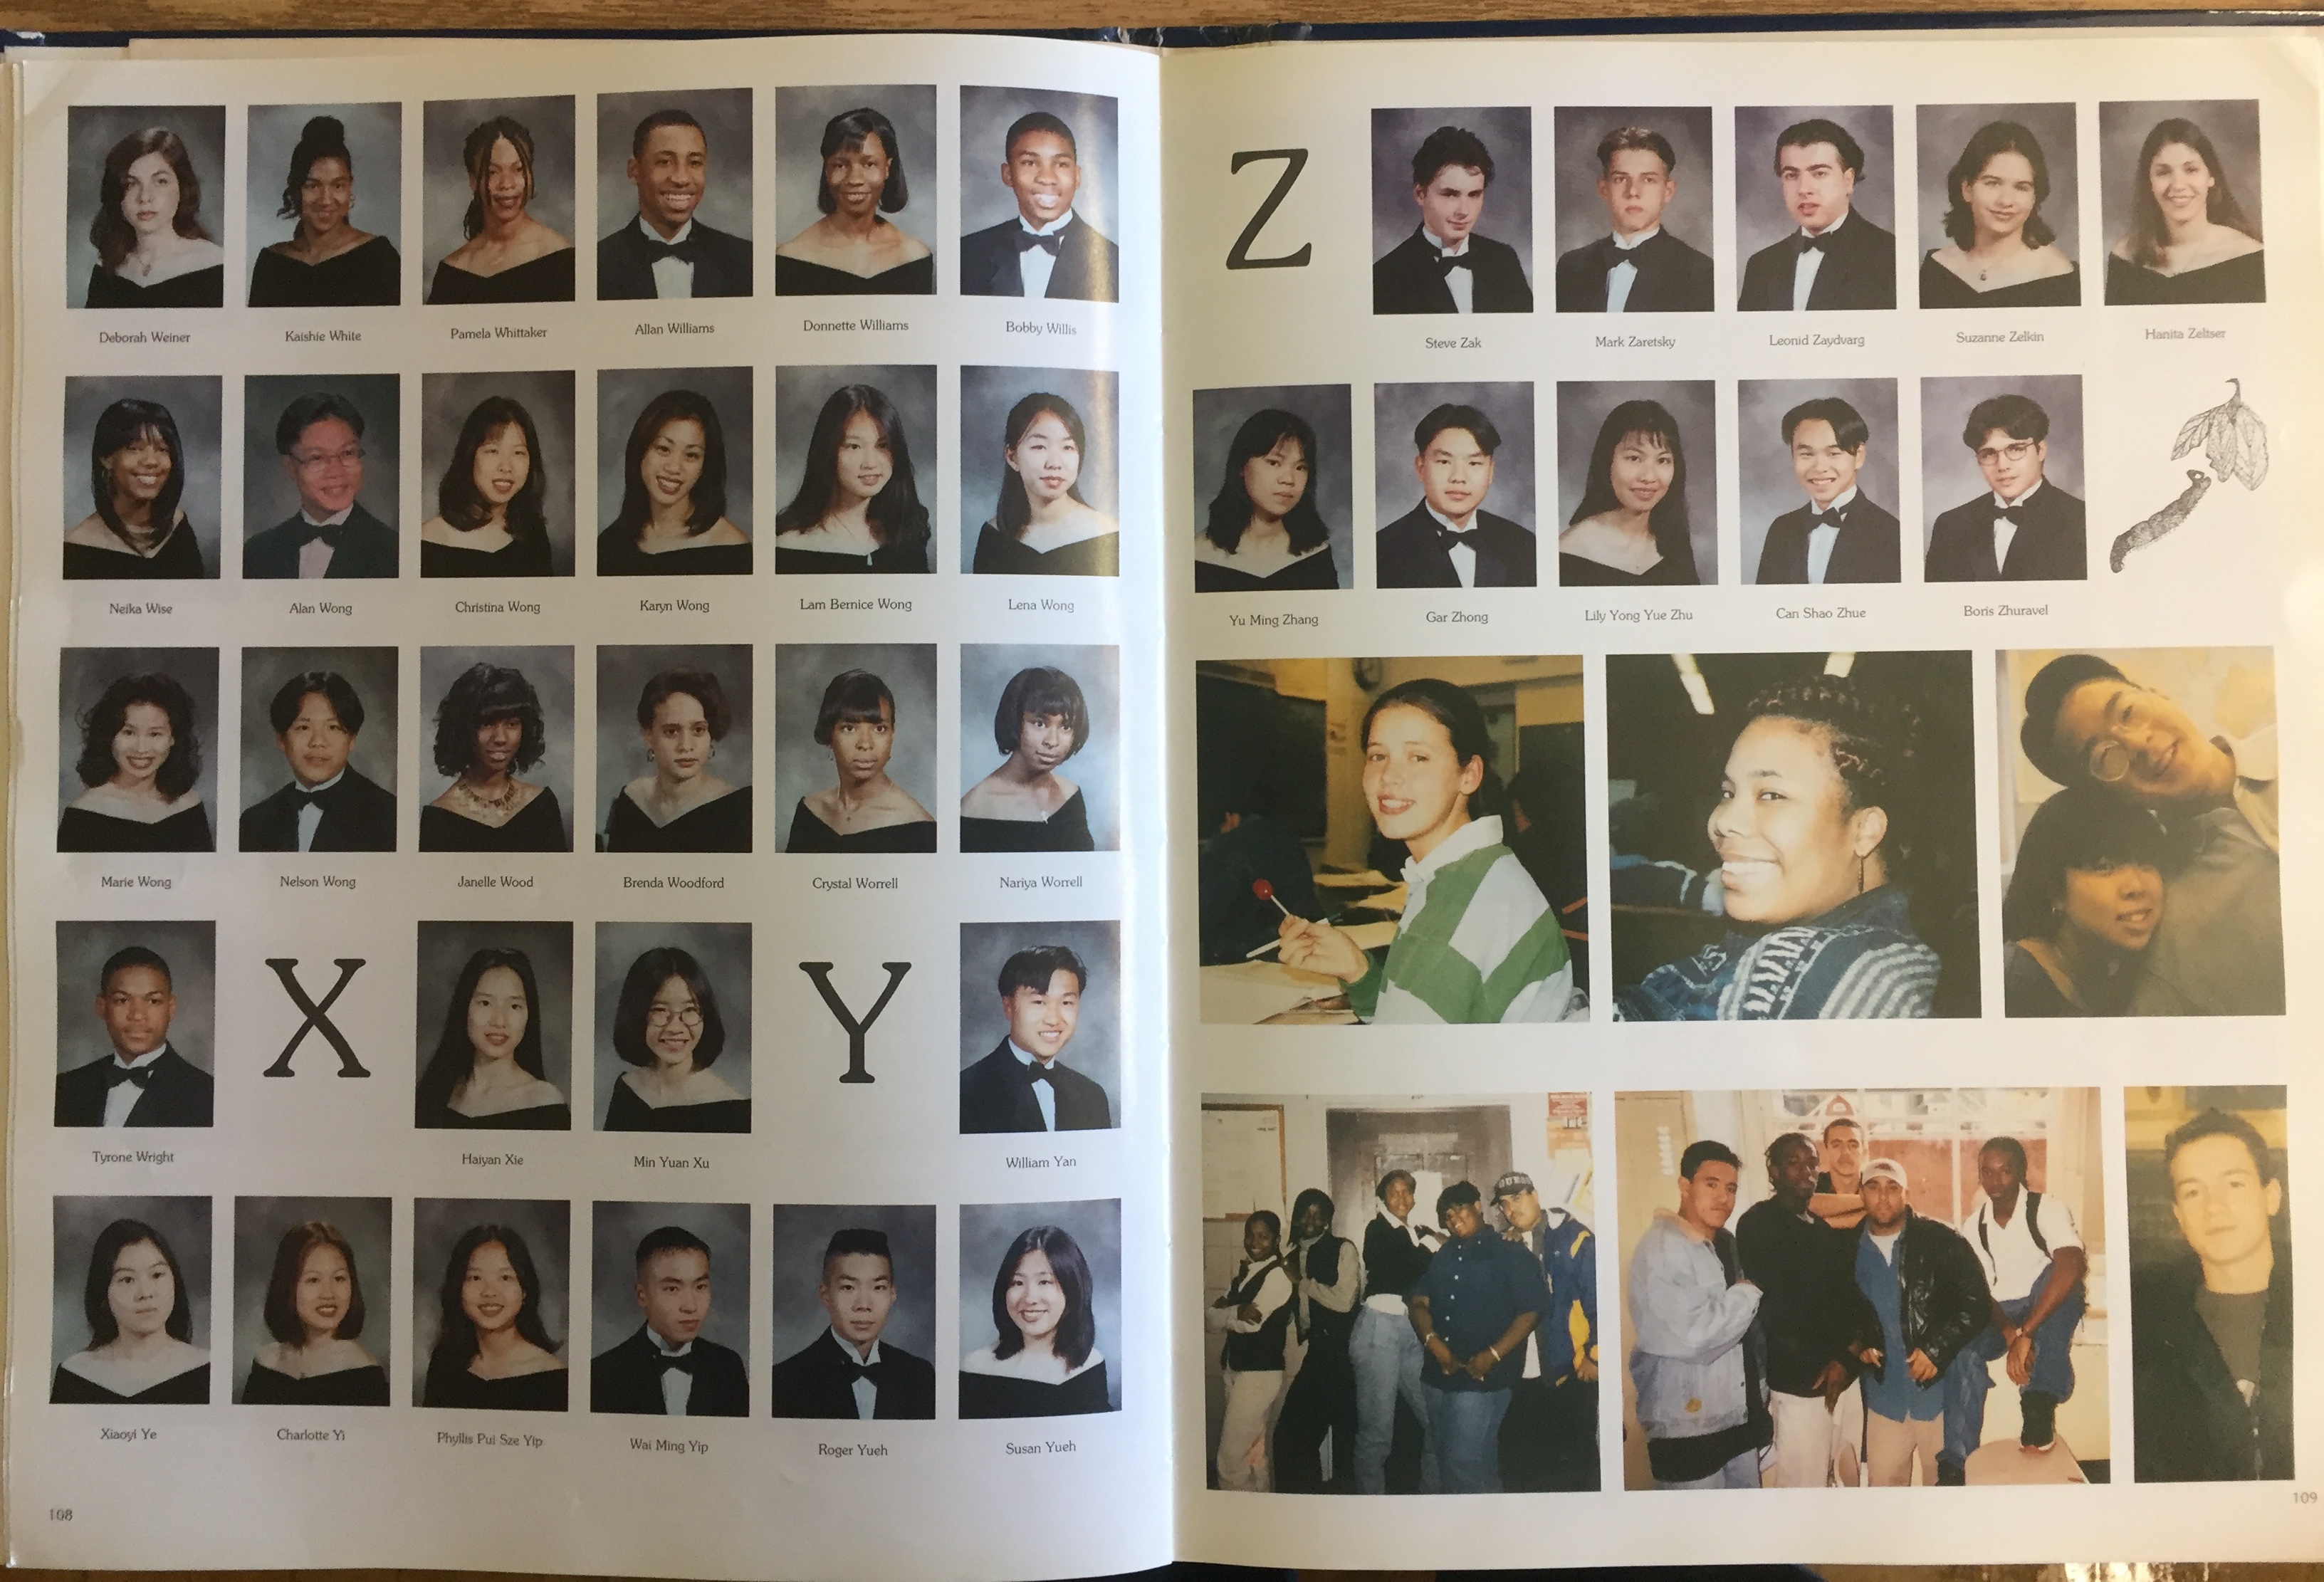 Deborah Weiner
Kaishie White
Pamela Whittaker
Allan Williams
Donnette Williams
Bobby Willis
Neika Wise
Alan Wong
Christina Wong
Karyn Wong
Lam Bernice Wong
Lena Wong
Marie Wong
Nelson Wong
Janelle Wood
Brenda Woodford
Crystal Worrell
Nariya Worrell
Tyrone Wright
X
Haiyan Xie
Min Yuan Xu
Y
William Yan
Xiaoyi Ye
Charlotte Yi
Phyllis Pui Sze Yip
Wai Ming Yip
Roger Yueh
Susan Yueh
108
Z
Steve Zak
Mark Zaretsky
Leonid Zaydvarg
Suzanne Zelkin
Hanita Zeltser
Yu Ming Zhang
Gar Zhong
Lily Yong Yue Zhu
Can Shao Zhue
Boris Zhuravel
109